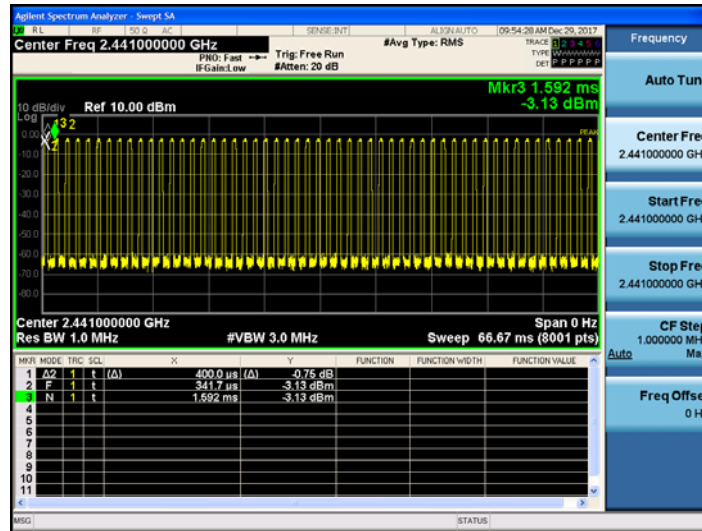 Agilent Spectrum Analyzer - Swept SA
RL RF 50 Ω AC SENSE:INT ALIGNAUTO 09:54:28 AM Dec 29, 2017
Center Freq 2.441000000 GHz #Avg Type: RMS TRACE 1 2 3 4 5 6
PNO: Fast Trig: Free Run TYPE
IFGain:Low #Atten: 20 dB DET P P P P P P
Mkr3 1.592 ms
10 dB/div Ref 10.00 dBm -3.13 dBm
Log
0.00
-10.0
-20.0
-30.0
-40.0
-50.0
-60.0
-70.0
-80.0
1 3 2
PEAK
Center 2.441000000 GHz Span 0 Hz
Res BW 1.0 MHz #VBW 3.0 MHz Sweep 66.67 ms (8001 pts)
MKR MODE TRC SCL X Y FUNCTION FUNCTION WIDTH FUNCTION VALUE
1 Δ2 1 t (Δ) 400.0 µs (Δ) -0.75 dB
2 F 1 t 341.7 µs -3.13 dBm
3 N 1 t 1.592 ms -3.13 dBm
4
5
6
7
8
9
10
11
MSG STATUS
Frequency
Auto Tun
Center Fre
2.441000000 GH
Start Fre
2.441000000 GH
Stop Fre
2.441000000 GH
CF Step
1.000000 MH
Auto Ma
Freq Offse
0 H